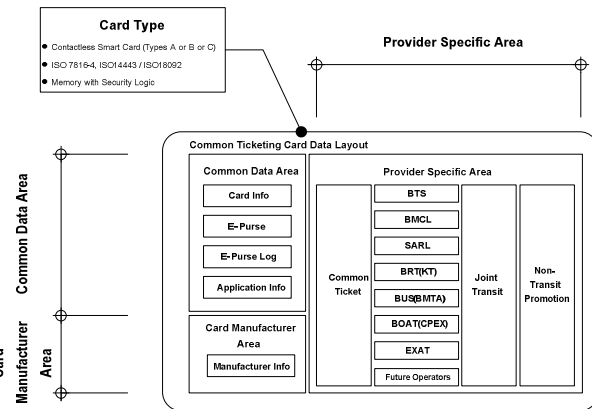 Card Type
Contactless Smart Card (Types A or B or C)
ISO 7816-4, ISO14443 / ISO18092
Memory with Security Logic
Provider Specific Area
Common Ticketing Card Data Layout
Common Data Area
Card Info
E-Purse
E-Purse Log
Application Info
Card Manufacturer
Area
Manufacturer Info
Provider Specific Area
Common
Ticket
BTS
BMCL
SARL
BRT(KT)
BUS(BMTA)
BOAT(CPEX)
EXAT
Future Operators
Joint
Transit
Non-
Transit
Promotion
Common Data Area
Card
Manufacturer
Area